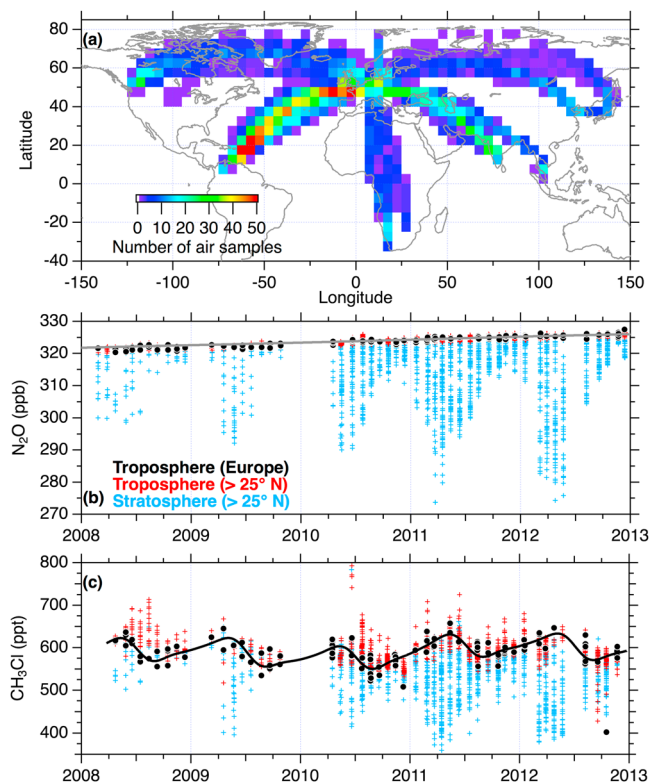 80
(a)
60
40
20
0
-20
-40
Latitude
0 10 20 30 40 50
Number of air samples
-150 -100 -50 0 50 100 150
Longitude
330
320
310
300
290
280
270
N₂O (ppb)
Troposphere (Europe)
Troposphere (> 25° N)
(b) Stratosphere (> 25° N)
2008 2009 2010 2011 2012 2013
800
(c)
700
600
500
400
CH₃Cl (ppt)
2008 2009 2010 2011 2012 2013